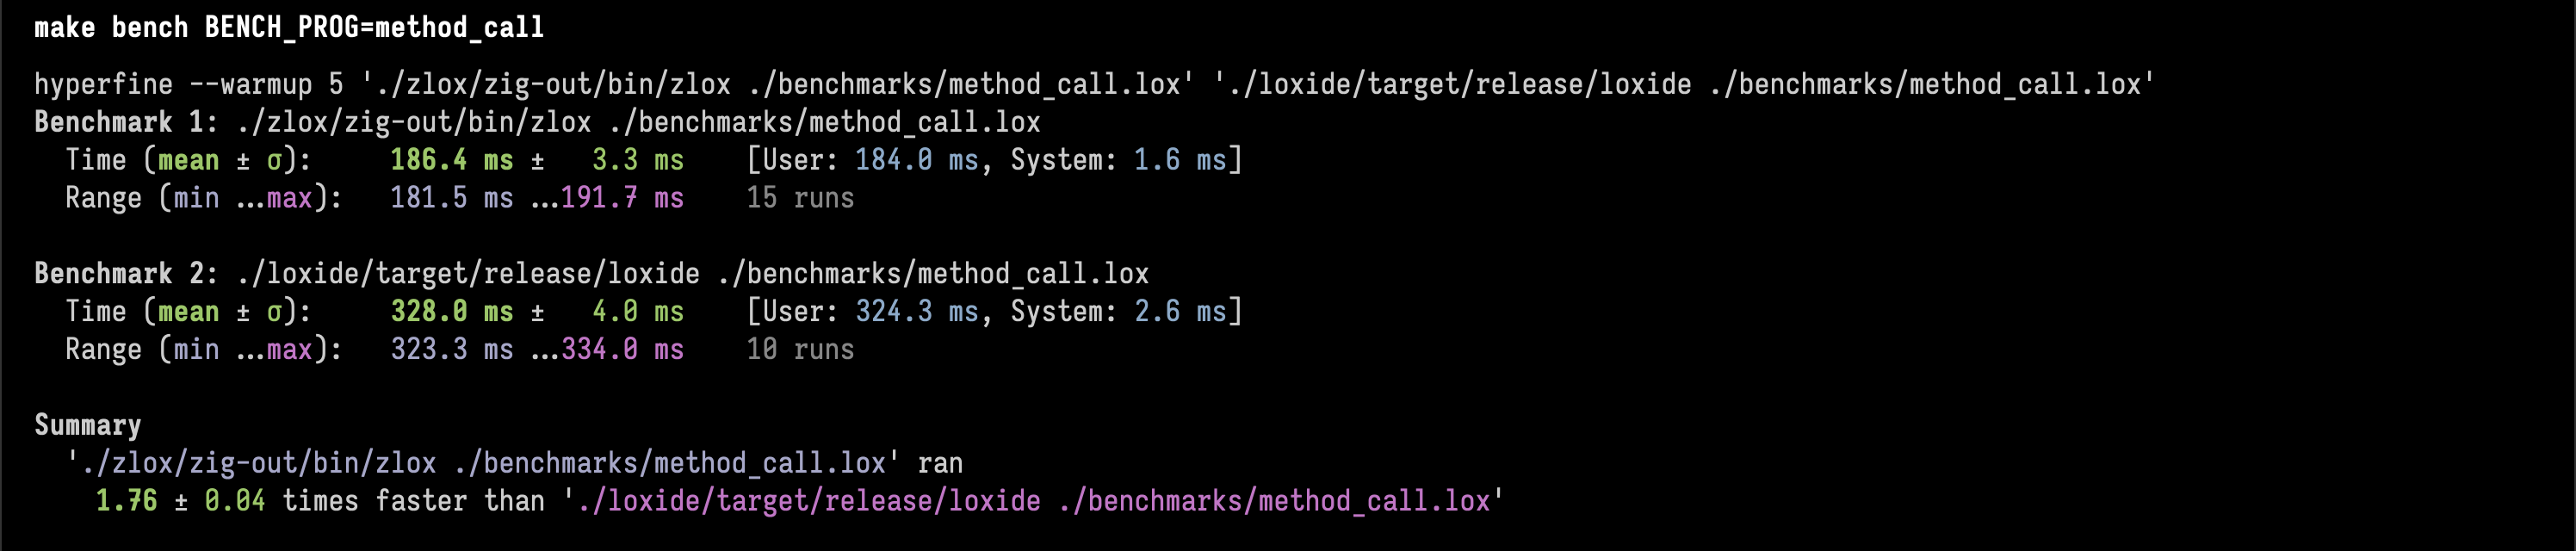 make bench BENCH_PROG=method_call
hyperfine --warmup 5 './zlox/zig-out/bin/zlox ./benchmarks/method_call.lox' './loxide/target/release/loxide ./benchmarks/method_call.lox'
Benchmark 1: ./zlox/zig-out/bin/zlox ./benchmarks/method_call.lox
  Time (mean ± σ):     186.4 ms ±   3.3 ms    [User: 184.0 ms, System: 1.6 ms]
  Range (min …max):   181.5 ms …191.7 ms    15 runs
Benchmark 2: ./loxide/target/release/loxide ./benchmarks/method_call.lox
  Time (mean ± σ):     328.0 ms ±   4.0 ms    [User: 324.3 ms, System: 2.6 ms]
  Range (min …max):   323.3 ms …334.0 ms    10 runs
Summary
  './zlox/zig-out/bin/zlox ./benchmarks/method_call.lox' ran
    1.76 ± 0.04 times faster than './loxide/target/release/loxide ./benchmarks/method_call.lox'